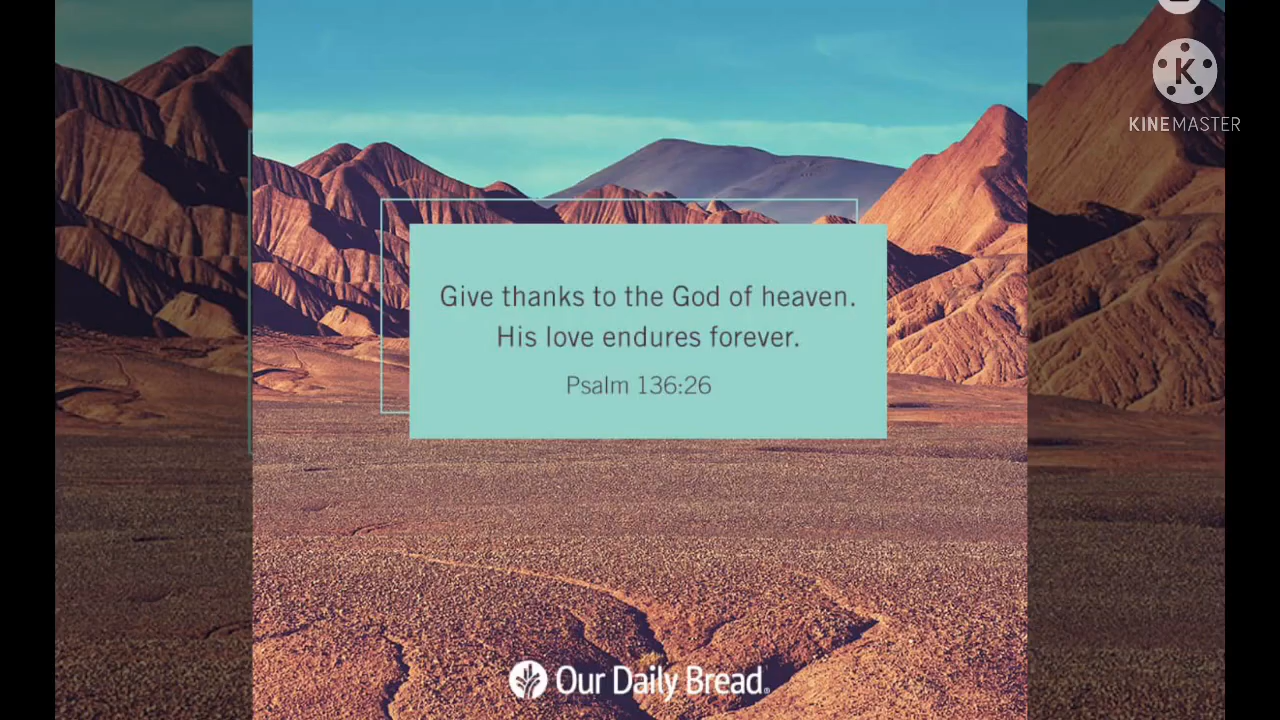 K
KINEMASTER
Give thanks to the God of heaven.
His love endures forever.
Psalm 136:26
Our Daily Bread®